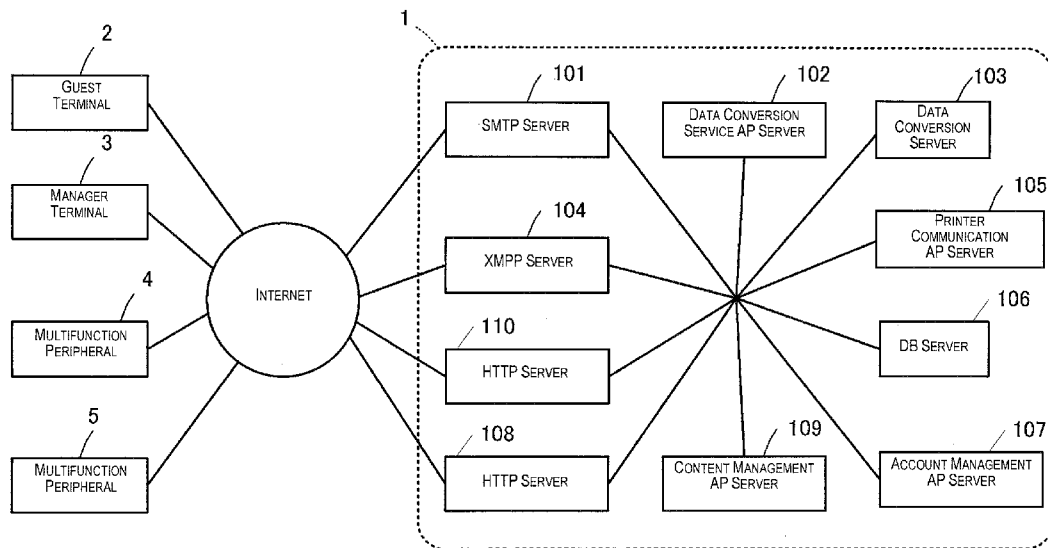 1
2
GUEST
TERMINAL
3
MANAGER
TERMINAL
4
MULTIFUNCTION
PERIPHERAL
5
MULTIFUNCTION
PERIPHERAL
INTERNET
101
SMTP SERVER
104
XMPP SERVER
110
HTTP SERVER
108
HTTP SERVER
102
DATA CONVERSION
SERVICE AP SERVER
109
CONTENT MANAGEMENT
AP SERVER
103
DATA
CONVERSION
SERVER
105
PRINTER
COMMUNICATION
AP SERVER
106
DB SERVER
107
ACCOUNT MANAGEMENT
AP SERVER